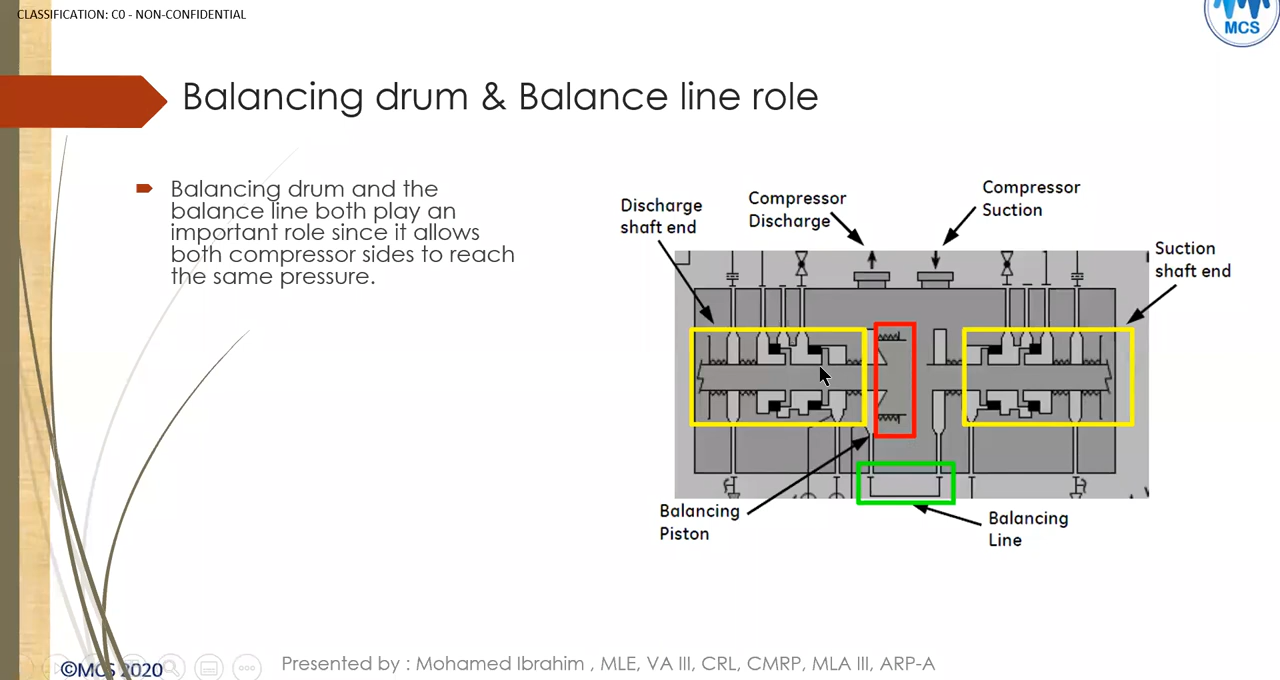 CLASSIFICATION: C0 - NON-CONFIDENTIAL
MCS
Balancing drum & Balance line role
Balancing drum and the
balance line both play an
important role since it allows
both compressor sides to reach
the same pressure.
Discharge
shaft end
Compressor
Discharge
Compressor
Suction
Suction
shaft end
Balancing
Piston
Balancing
Line
©MCS 2020
Presented by : Mohamed Ibrahim , MLE, VA III, CRL, CMRP, MLA III, ARP-A